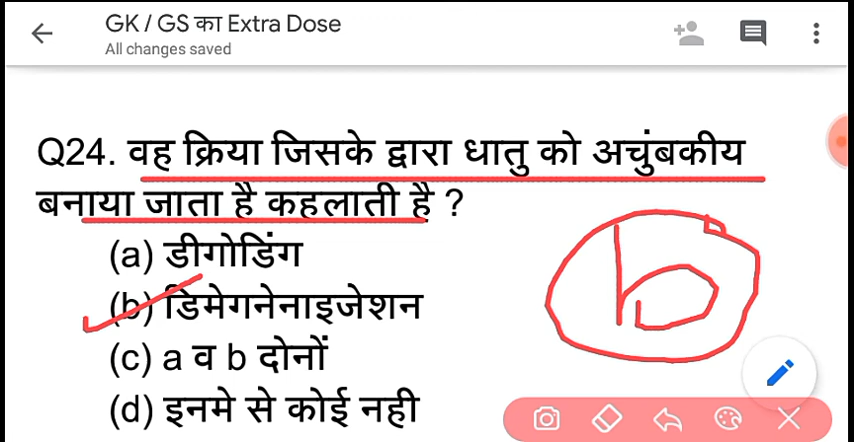 GK / GS का Extra Dose
All changes saved
Q24. वह क्रिया जिसके द्वारा धातु को अचुंबकीय
बनाया जाता है कहलाती है ?
(a) डीगोडिंग
(b) डिमेगनेनाइजेशन
b
(c) a व b दोनों
(d) इनमे से कोई नही